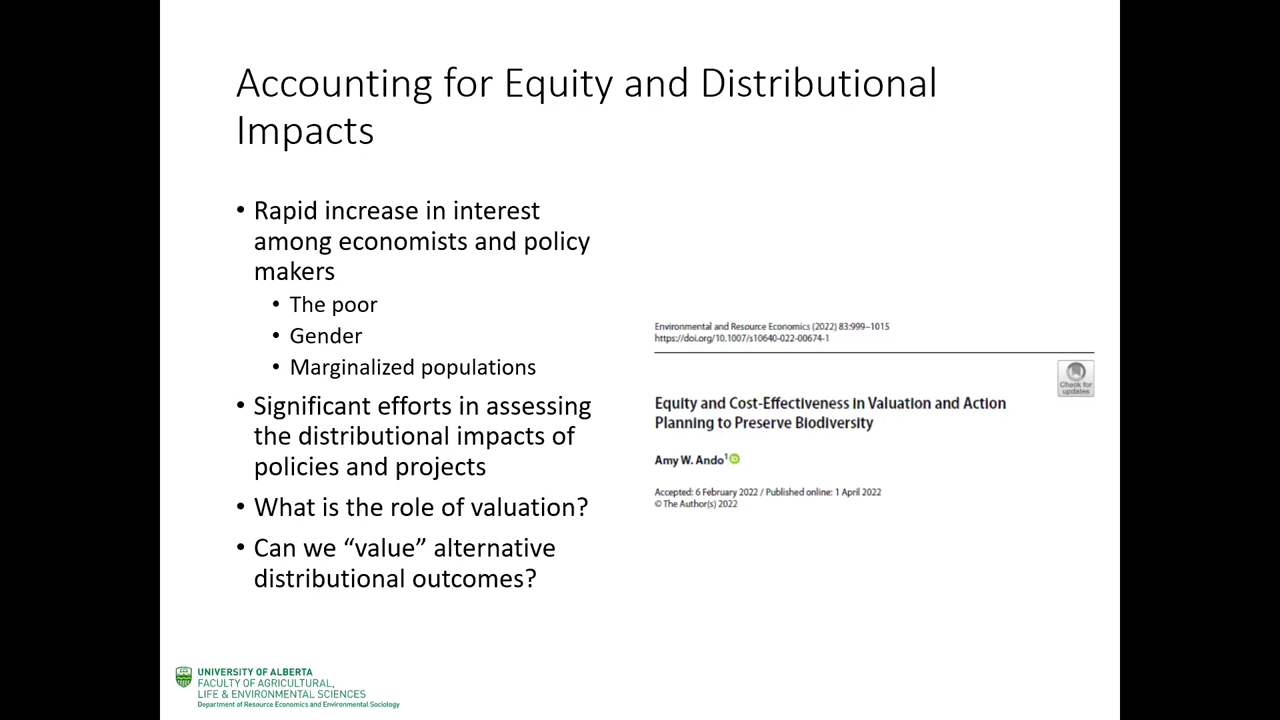 Accounting for Equity and Distributional
Impacts
• Rapid increase in interest
among economists and policy
makers
• The poor
• Gender
• Marginalized populations
• Significant efforts in assessing
the distributional impacts of
policies and projects
• What is the role of valuation?
• Can we “value” alternative
distributional outcomes?
Environmental and Resource Economics (2022) 83:999–1015
https://doi.org/10.1007/s10640-022-00674-1
Check for
updates
Equity and Cost-Effectiveness in Valuation and Action
Planning to Preserve Biodiversity
Amy W. Ando1 iD
Accepted: 6 February 2022 / Published online: 1 April 2022
© The Author(s) 2022
UNIVERSITY OF ALBERTA
FACULTY OF AGRICULTURAL,
LIFE & ENVIRONMENTAL SCIENCES
Department of Resource Economics and Environmental Sociology